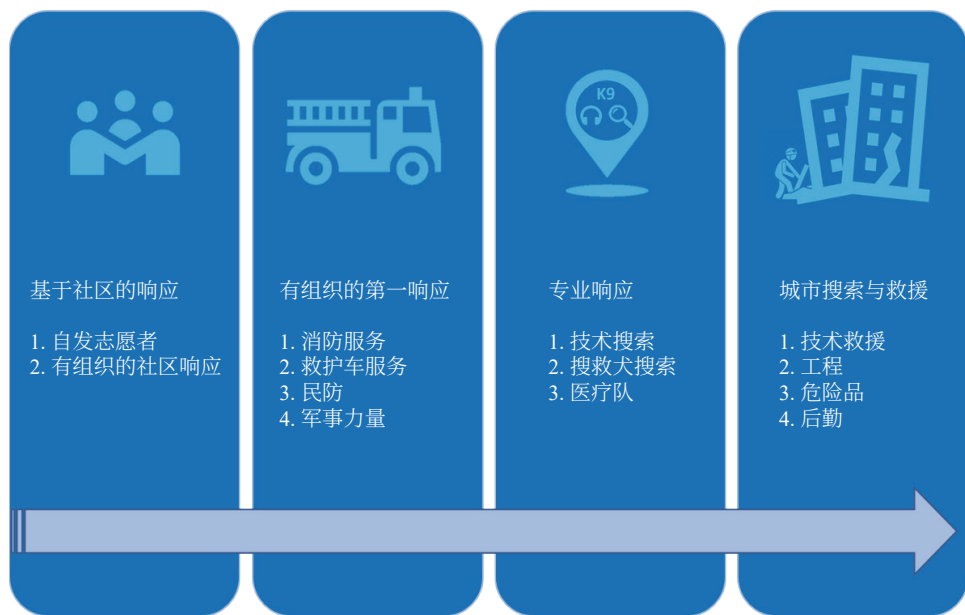 基于社区的响应
1. 自发志愿者
2. 有组织的社区响应
有组织的第一响应
1. 消防服务
2. 救护车服务
3. 民防
4. 军事力量
K9
专业响应
1. 技术搜索
2. 搜救犬搜索
3. 医疗队
城市搜索与救援
1. 技术救援
2. 工程
3. 危险品
4. 后勤